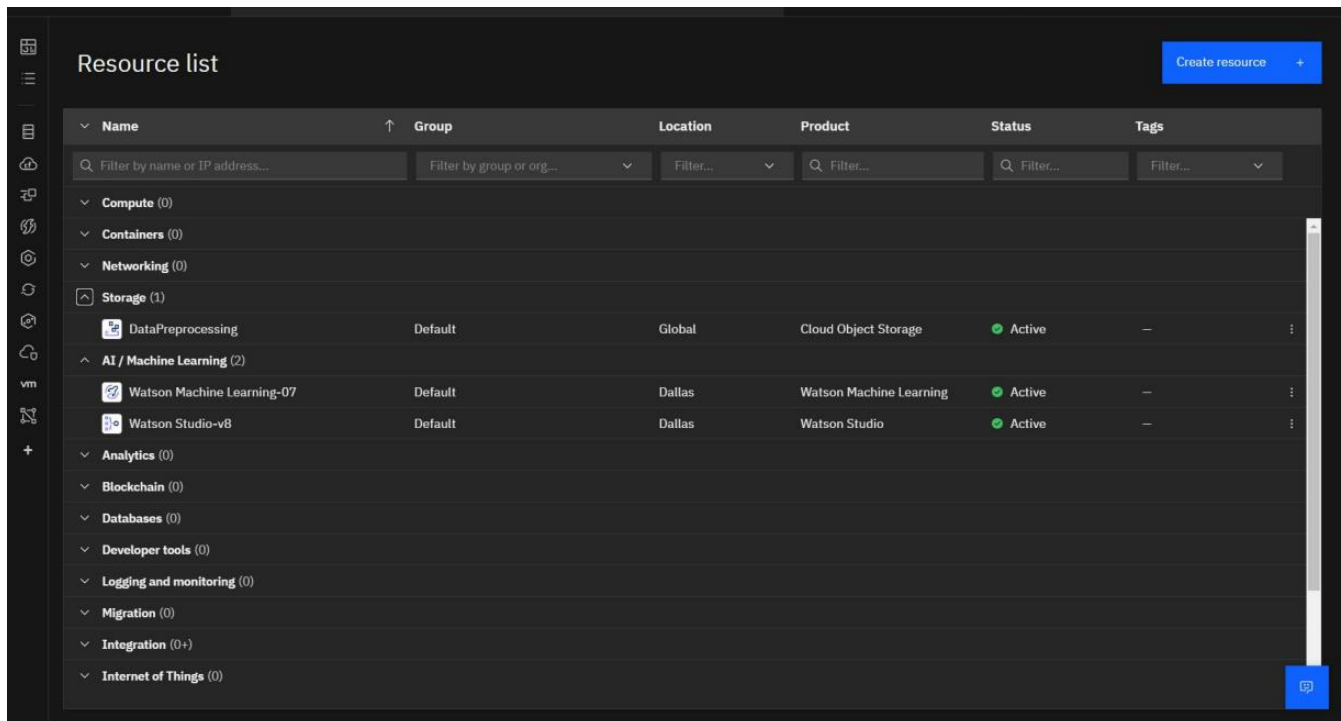 Resource list
Create resource +
Name Group Location Product Status Tags
Filter by name or IP address... Filter by group or org... Filter... Filter... Filter... Filter...
Compute (0)
Containers (0)
Networking (0)
Storage (1)
DataPreprocessing Default Global Cloud Object Storage Active —
AI / Machine Learning (2)
Watson Machine Learning-07 Default Dallas Watson Machine Learning Active —
Watson Studio-v8 Default Dallas Watson Studio Active —
vm
Analytics (0)
Blockchain (0)
Databases (0)
Developer tools (0)
Logging and monitoring (0)
Migration (0)
Integration (0+)
Internet of Things (0)